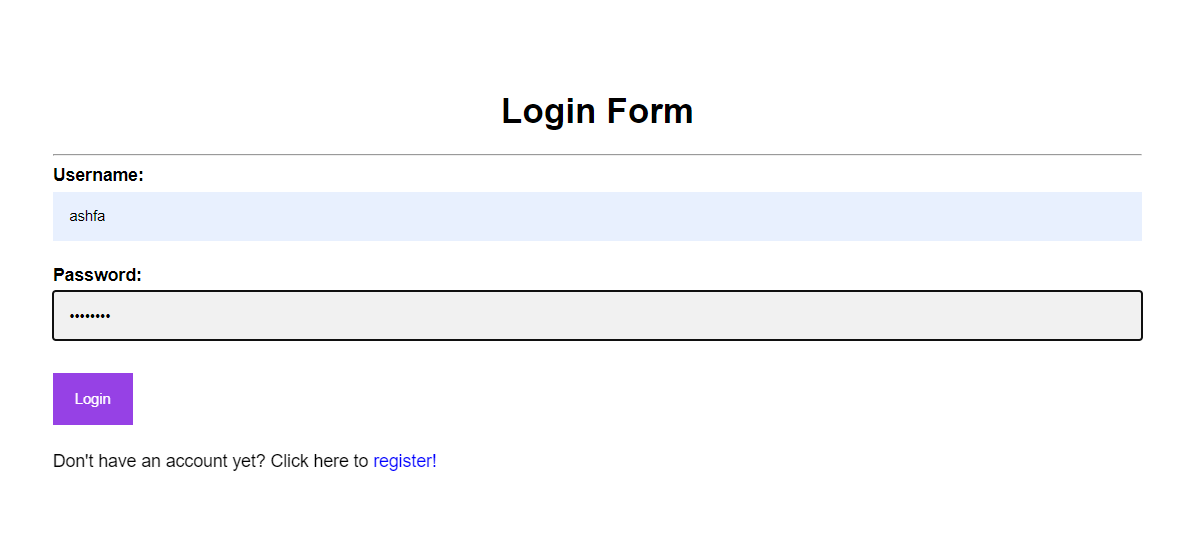 Login Form
Username:
ashfa
Password:
••••••••
Login
Don't have an account yet? Click here to register!